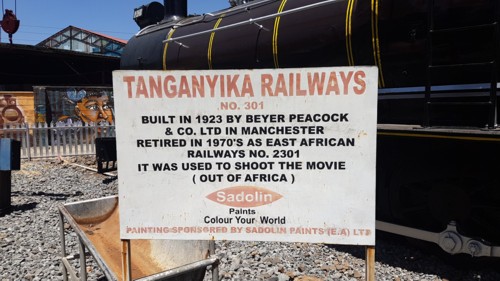 TANGANYIKA RAILWAYS
NO. 301
BUILT IN 1923 BY BEYER PEACOCK
& CO. LTD IN MANCHESTER
RETIRED IN 1970'S AS EAST AFRICAN
RAILWAYS NO. 2301
IT WAS USED TO SHOOT THE MOVIE
( OUT OF AFRICA )
Sadolin
Paints
Colour Your World
PAINTING SPONSORED BY SADOLIN PAINTS (E.A) LTD